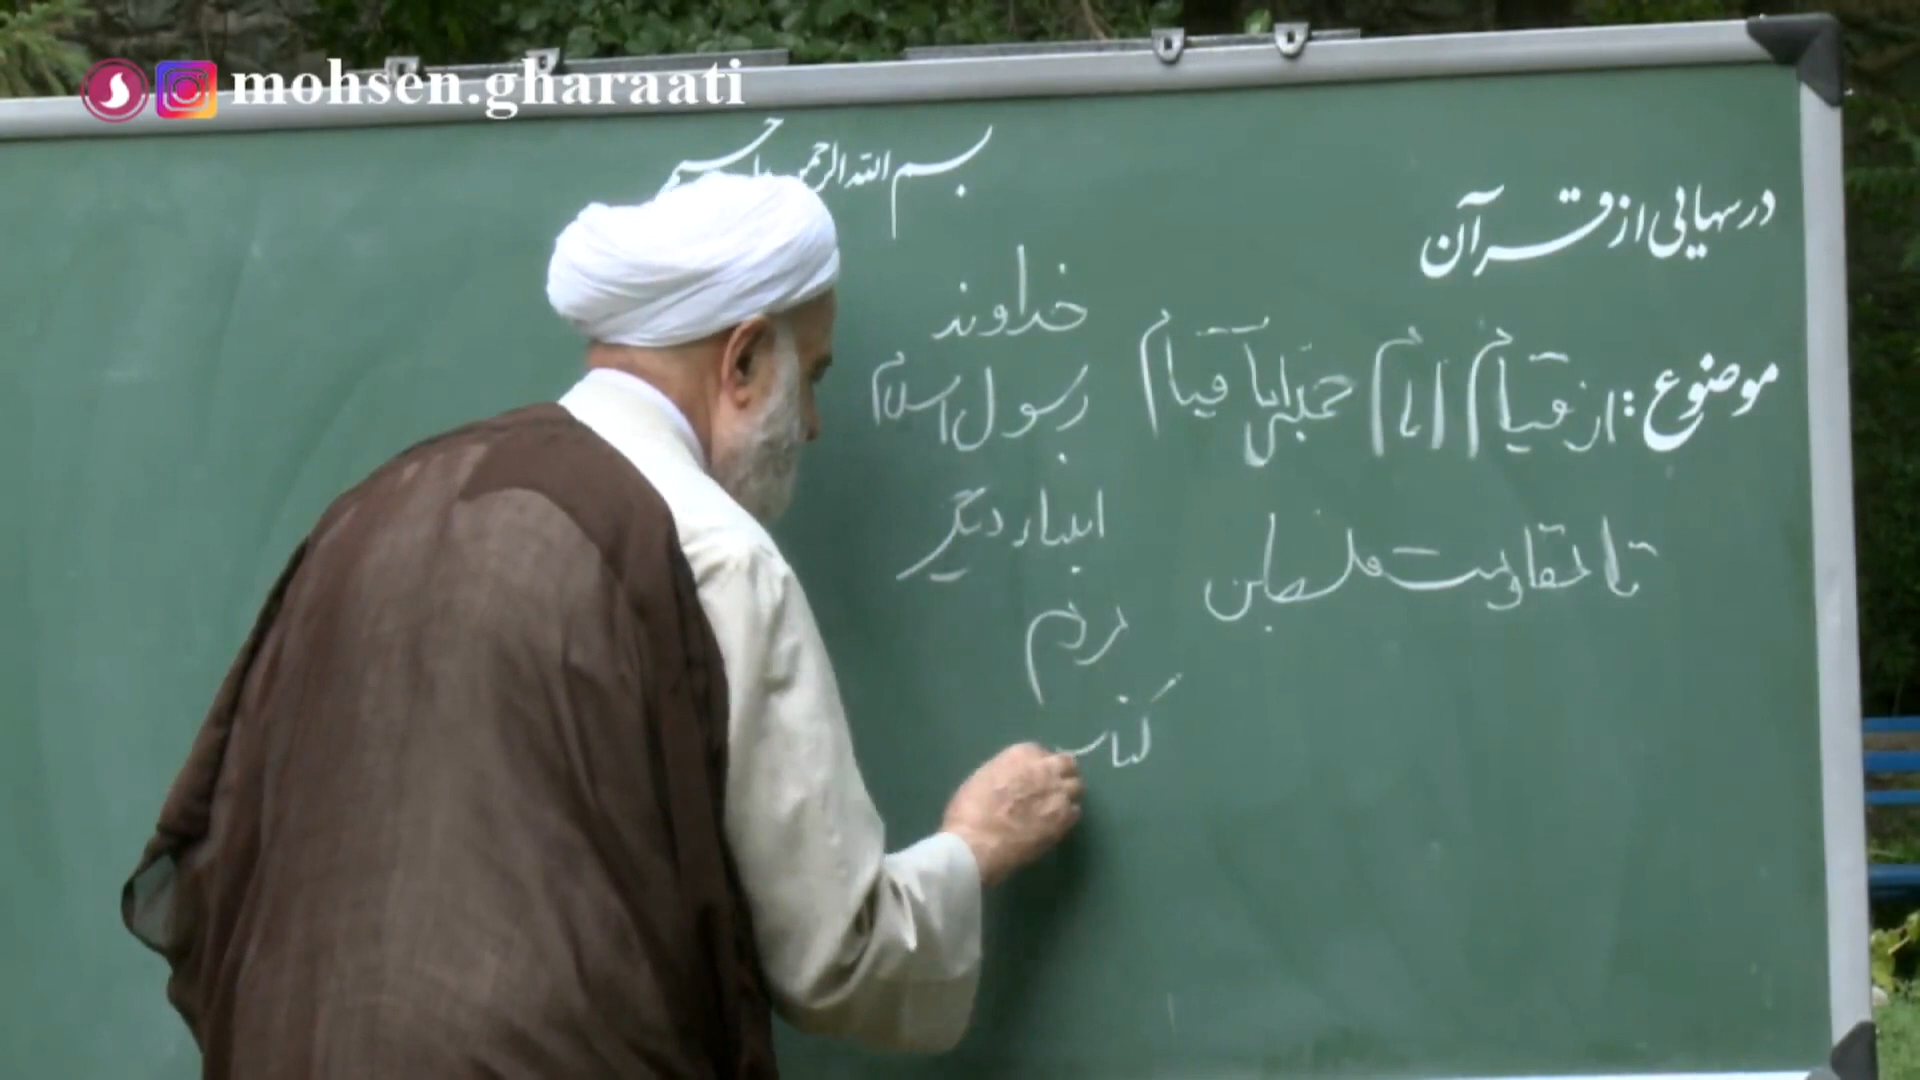 mohsen.gharaati
بسم الله الرحمن الرحیم
درسهایی از قرآن
موضوع: از قیام امام خمینی تا قیام
تا مقاومت فلسطین
خداوند
رسول اسلام
انبیاء دیگر
مردم
کتاب